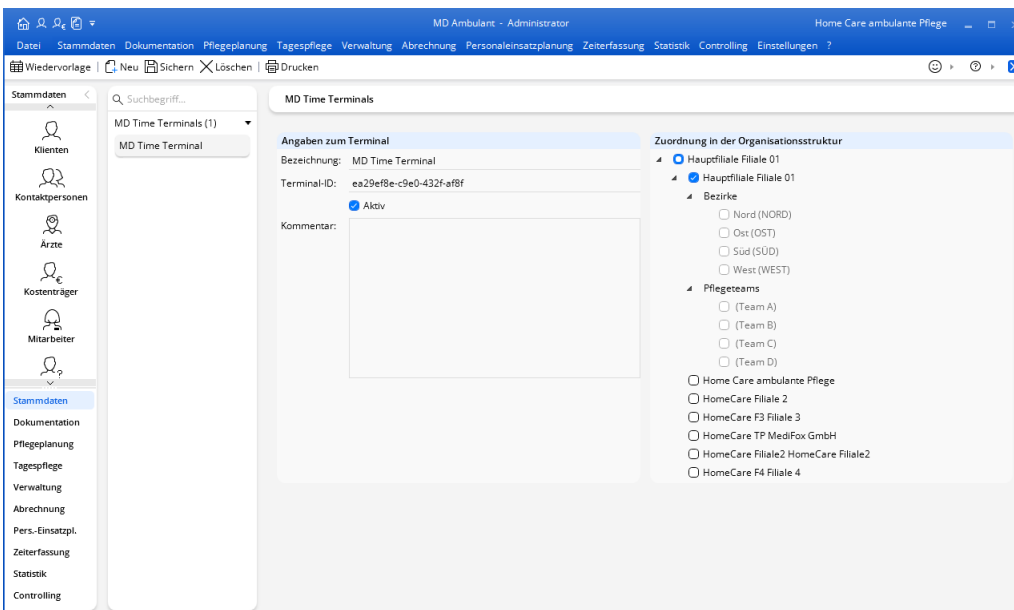 MD Ambulant - Administrator
Home Care ambulante Pflege
Datei Stammdaten Dokumentation Pflegeplanung Tagespflege Verwaltung Abrechnung Personaleinsatzplanung Zeiterfassung Statistik Controlling Einstellungen ?
Wiedervorlage | Neu Sichern Löschen | Drucken
Stammdaten
Klienten
Kontaktpersonen
Ärzte
Kostenträger
Mitarbeiter
Stammdaten
Dokumentation
Pflegeplanung
Tagespflege
Verwaltung
Abrechnung
Pers.-Einsatzpl.
Zeiterfassung
Statistik
Controlling
Suchbegriff...
MD Time Terminals (1)
MD Time Terminal
MD Time Terminals
Angaben zum Terminal
Bezeichnung: MD Time Terminal
Terminal-ID: ea29ef8e-c9e0-432f-af8f
Aktiv
Kommentar:
Zuordnung in der Organisationsstruktur
Hauptfiliale Filiale 01
Hauptfiliale Filiale 01
Bezirke
Nord (NORD)
Ost (OST)
Süd (SÜD)
West (WEST)
Pflegeteams
(Team A)
(Team B)
(Team C)
(Team D)
Home Care ambulante Pflege
HomeCare Filiale 2
HomeCare F3 Filiale 3
HomeCare TP MediFox GmbH
HomeCare Filiale2 HomeCare Filiale2
HomeCare F4 Filiale 4